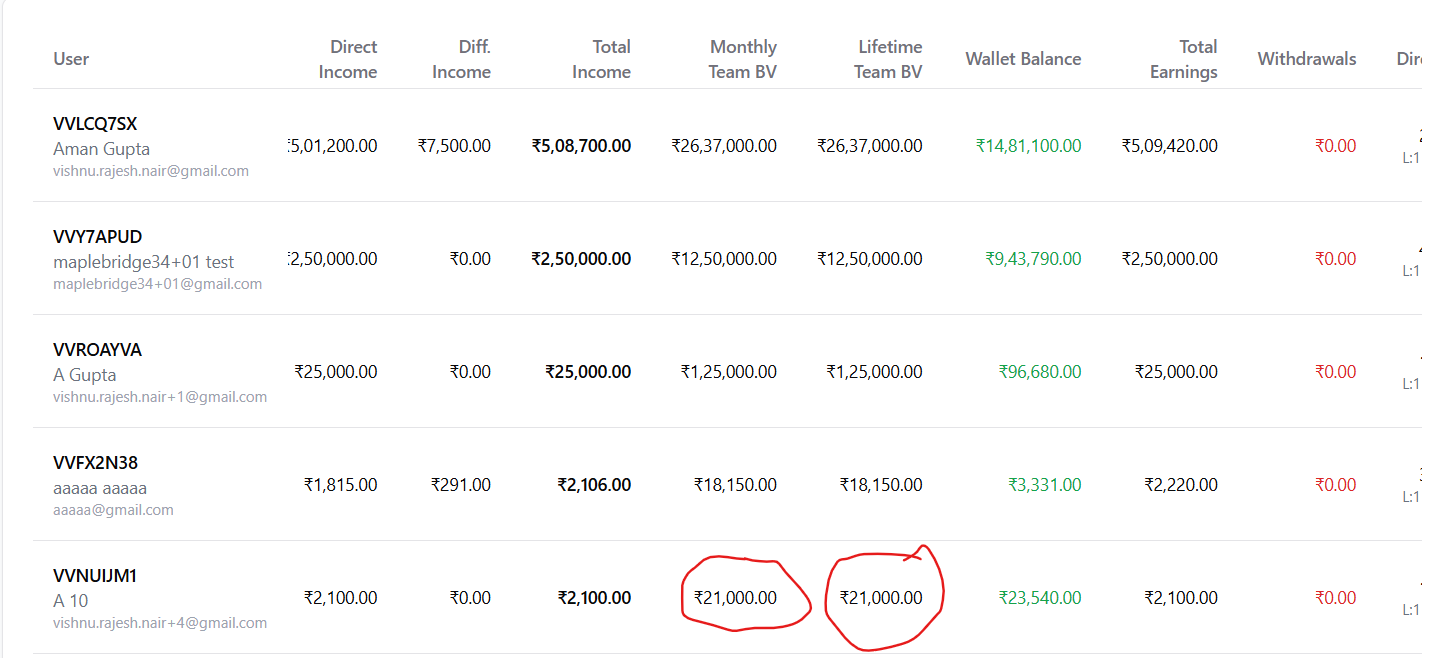 User Direct Income Diff. Income Total Income Monthly Team BV Lifetime Team BV Wallet Balance Total Earnings Withdrawals
VVLCQ7SX
Aman Gupta
vishnu.rajesh.nair@gmail.com
5,01,200.00 ₹7,500.00 ₹5,08,700.00 ₹26,37,000.00 ₹26,37,000.00 ₹14,81,100.00 ₹5,09,420.00 ₹0.00
L:1
VVY7APUD
maplebridge34+01 test
maplebridge34+01@gmail.com
2,50,000.00 ₹0.00 ₹2,50,000.00 ₹12,50,000.00 ₹12,50,000.00 ₹9,43,790.00 ₹2,50,000.00 ₹0.00
L:1
VVROAYVA
A Gupta
vishnu.rajesh.nair+1@gmail.com
₹25,000.00 ₹0.00 ₹25,000.00 ₹1,25,000.00 ₹1,25,000.00 ₹96,680.00 ₹25,000.00 ₹0.00
L:1
VVFX2N38
aaaaa aaaaa
aaaaa@gmail.com
₹1,815.00 ₹291.00 ₹2,106.00 ₹18,150.00 ₹18,150.00 ₹3,331.00 ₹2,220.00 ₹0.00
L:1
VVNUIJM1
A 10
vishnu.rajesh.nair+4@gmail.com
₹2,100.00 ₹0.00 ₹2,100.00 ₹21,000.00 ₹21,000.00 ₹23,540.00 ₹2,100.00 ₹0.00
L:1